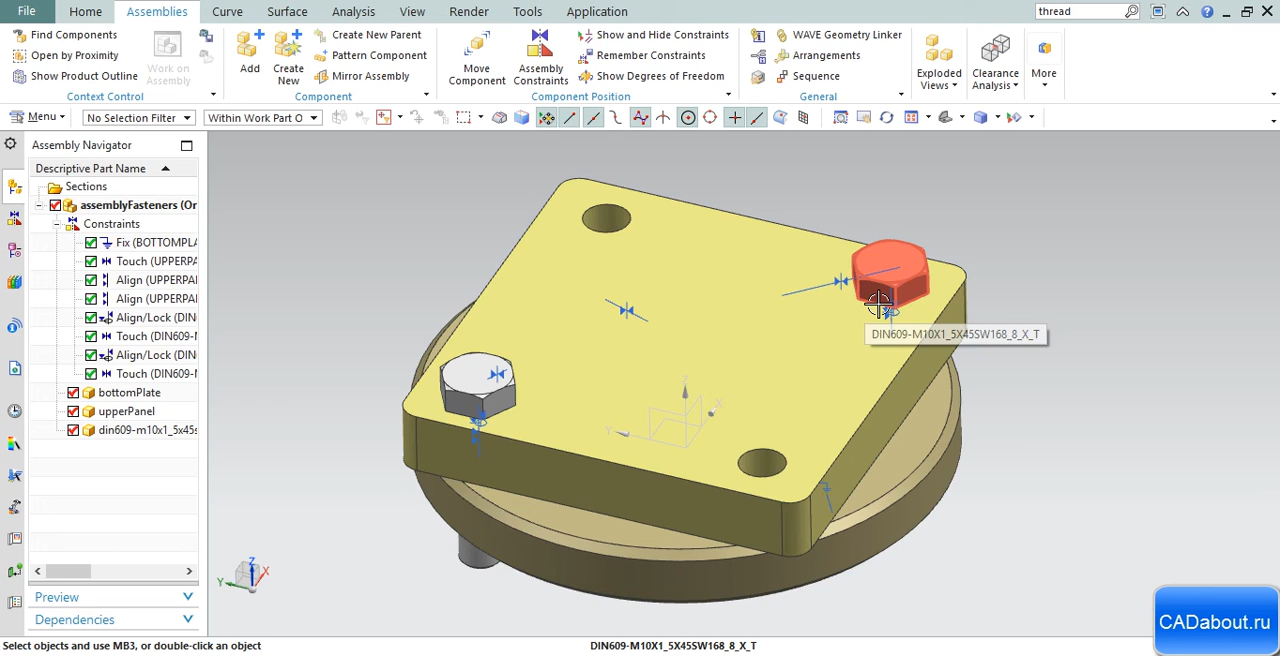 File Home Assemblies Curve Surface Analysis View Render Tools Application thread
Find Components
Open by Proximity
Show Product Outline
Work on Assembly
Context Control
Add
Create New
Create New Parent
Pattern Component
Mirror Assembly
Component
Move Component
Assembly Constraints
Show and Hide Constraints
Remember Constraints
Show Degrees of Freedom
Component Position
WAVE Geometry Linker
Arrangements
Sequence
General
Exploded Views
Clearance Analysis
More
Menu No Selection Filter Within Work Part O
Assembly Navigator
Descriptive Part Name
Sections
assemblyFasteners (Or
Constraints
Fix (BOTTOMPLA
Touch (UPPERPA
Align (UPPERPAI
Align (UPPERPAI
Align/Lock (DIN
Touch (DIN609-I
Align/Lock (DIN
Touch (DIN609-I
bottomPlate
upperPanel
din609-m10x1_5x45s
Preview
Dependencies
DIN609-M10X1_5X45SW168_8_X_T
Z
X
Y
Z
X
Y
CADabout.ru
Select objects and use MB3, or double-click an object
DIN609-M10X1_5X45SW168_8_X_T